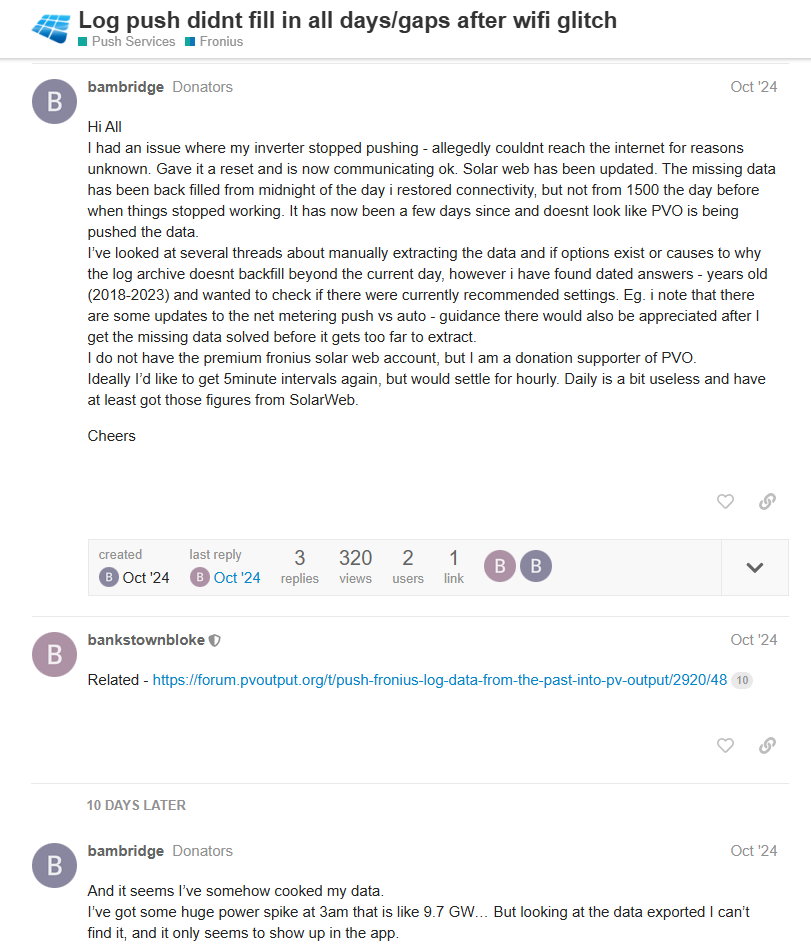 Log push didnt fill in all days/gaps after wifi glitch
Push Services Fronius
B bambridge Donators Oct '24
Hi All
I had an issue where my inverter stopped pushing - allegedly couldnt reach the internet for reasons
unknown. Gave it a reset and is now communicating ok. Solar web has been updated. The missing data
has been back filled from midnight of the day i restored connectivity, but not from 1500 the day before
when things stopped working. It has now been a few days since and doesnt look like PVO is being
pushed the data.
I've looked at several threads about manually extracting the data and if options exist or causes to why
the log archive doesnt backfill beyond the current day, however i have found dated answers - years old
(2018-2023) and wanted to check if there were currently recommended settings. Eg. i note that there
are some updates to the net metering push vs auto - guidance there would also be appreciated after I
get the missing data solved before it gets too far to extract.
I do not have the premium fronius solar web account, but I am a donation supporter of PVO.
Ideally I'd like to get 5minute intervals again, but would settle for hourly. Daily is a bit useless and have
at least got those figures from SolarWeb.
Cheers
created last reply 3 320 2 1 B B
B Oct '24 B Oct '24 replies views users link
B bankstownbloke Oct '24
Related - https://forum.pvoutput.org/t/push-fronius-log-data-from-the-past-into-pv-output/2920/48 10
10 DAYS LATER
B bambridge Donators Oct '24
And it seems I've somehow cooked my data.
I've got some huge power spike at 3am that is like 9.7 GW… But looking at the data exported I can't
find it, and it only seems to show up in the app.